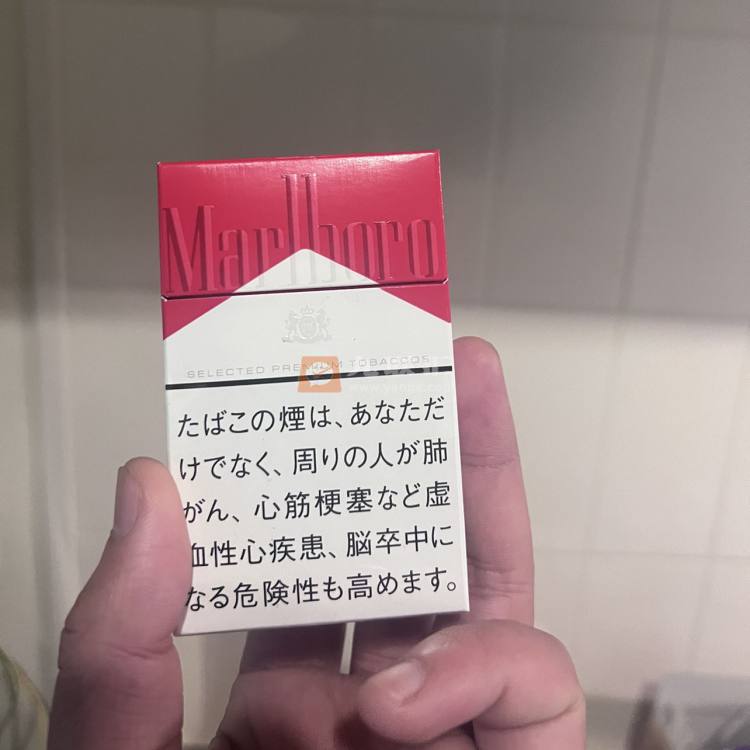 Marlboro
SELECTED PREMIUM TOBACCOS
たばこの煙は、あなただ
けでなく、周りの人が肺
がん、心筋梗塞など虚
血性心疾患、脳卒中に
なる危険性も高めます。